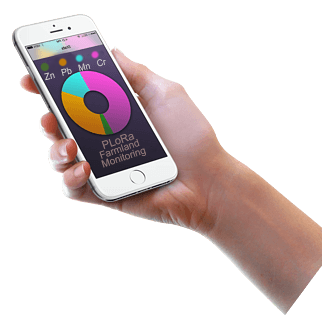 Zn Pb Mn Cr
PLoRa
Farmland
Monitoring